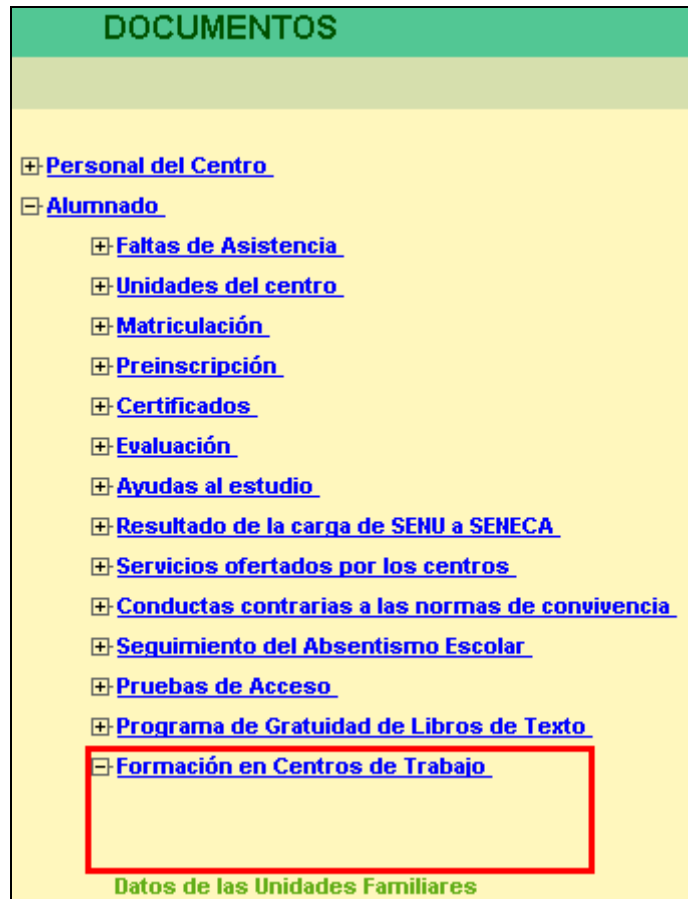 DOCUMENTOS
Personal del Centro
Alumnado
Faltas de Asistencia
Unidades del centro
Matriculación
Preinscripción
Certificados
Evaluación
Ayudas al estudio
Resultado de la carga de SENU a SENECA
Servicios ofertados por los centros
Conductas contrarias a las normas de convivencia
Seguimiento del Absentismo Escolar
Pruebas de Acceso
Programa de Gratuidad de Libros de Texto
Formación en Centros de Trabajo
Datos de las Unidades Familiares